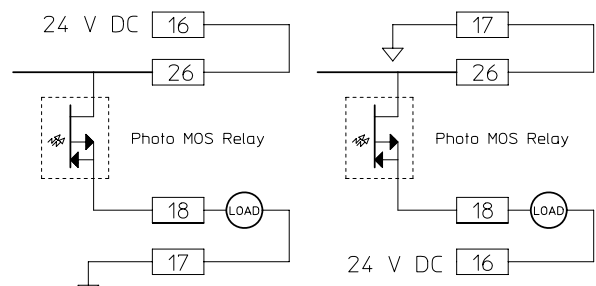 24 V DC 16
26
Photo MOS Relay
18 LOAD
17
17
26
Photo MOS Relay
18 LOAD
24 V DC 16